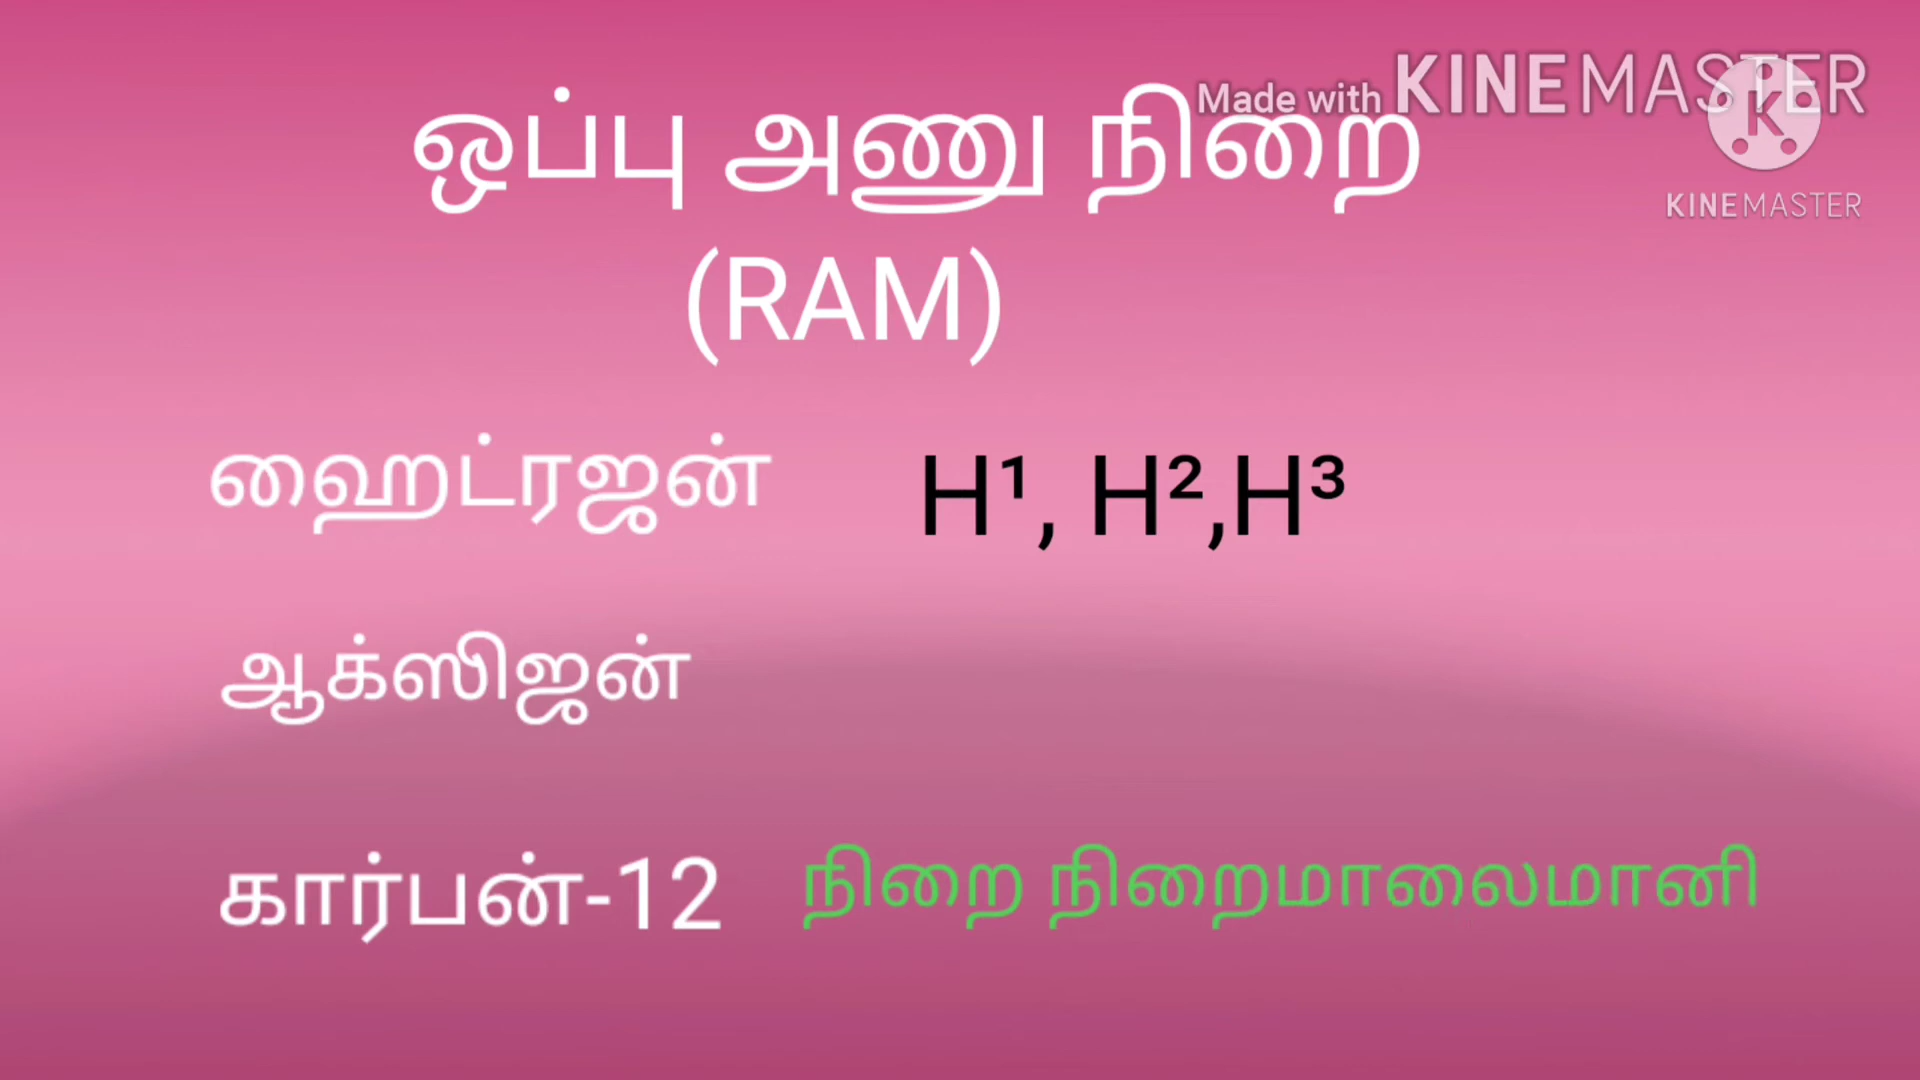 Made with KINEMASTER
KINEMASTER
ஒப்பு அணு நிறை
(RAM)
ஹைட்ரஜன் H¹, H²,H³
ஆக்ஸிஜன்
கார்பன்-12 நிறை நிறைமாலைமானி